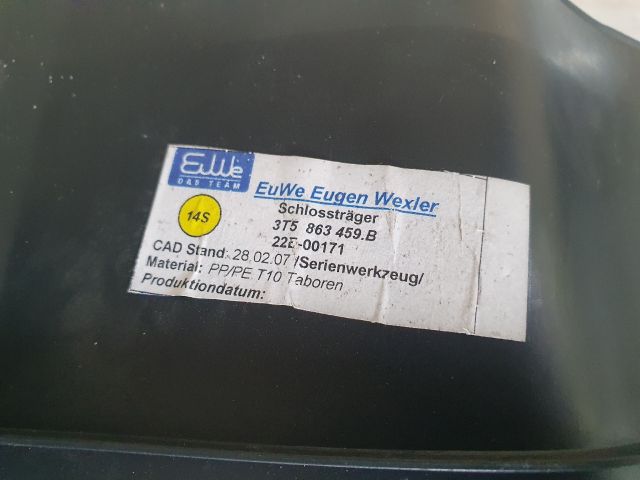 EuWe
D&S TEAM
EuWe Eugen Wexler
14S
Schlossträger
3T5 863 459.B
22E-00171
CAD Stand: 28.02.07 /Serienwerkzeug/
Material: PP/PE T10 Taboren
Produktiondatum: